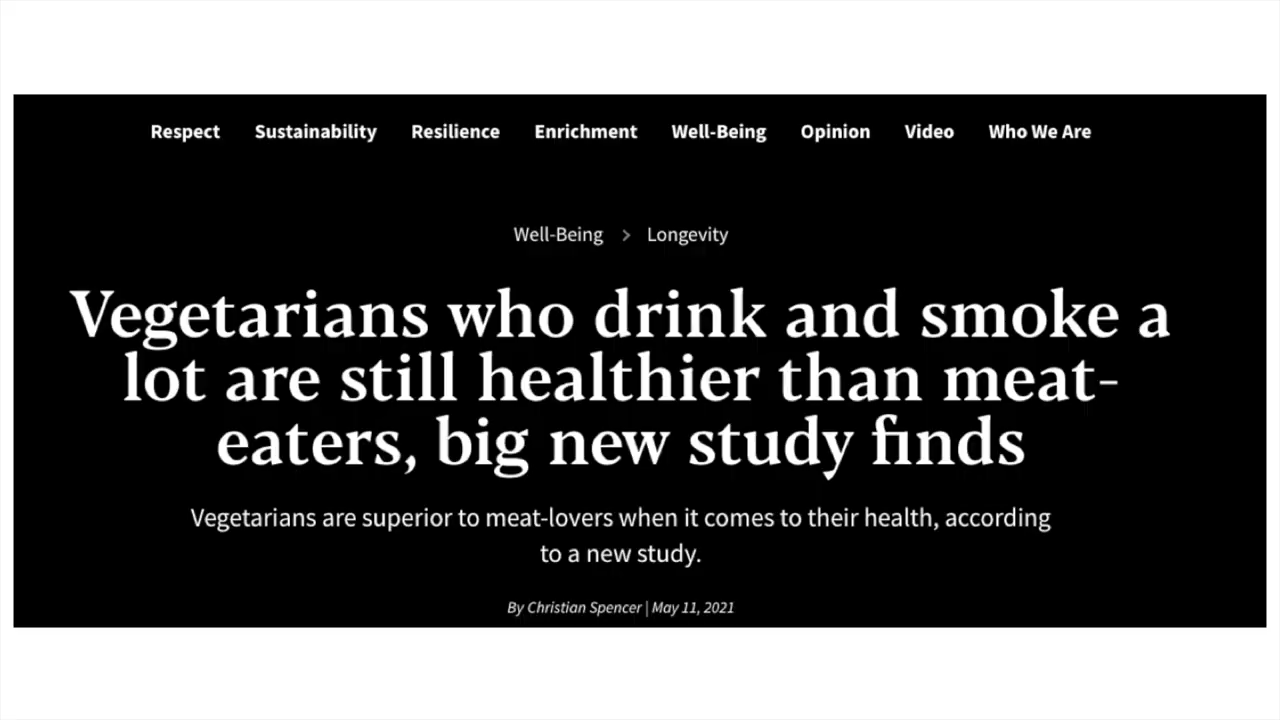 Respect Sustainability Resilience Enrichment Well-Being Opinion Video Who We Are
Well-Being > Longevity
Vegetarians who drink and smoke a
lot are still healthier than meat-
eaters, big new study finds
Vegetarians are superior to meat-lovers when it comes to their health, according
to a new study.
By Christian Spencer | May 11, 2021